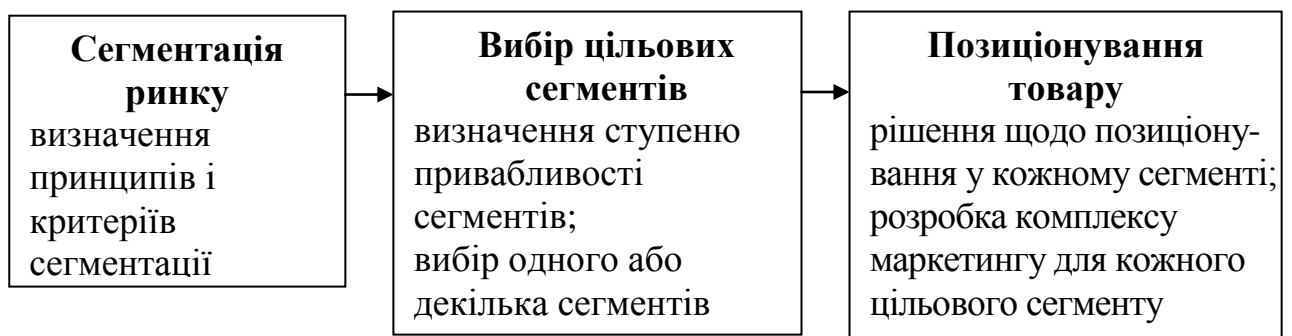 Сегментація
ринку
визначення
принципів і
критеріїв
сегментації
Вибір цільових
сегментів
визначення ступеню
привабливості
сегментів;
вибір одного або
декілька сегментів
Позиціонування
товару
рішення щодо позиціону-
вання у кожному сегменті;
розробка комплексу
маркетингу для кожного
цільового сегменту